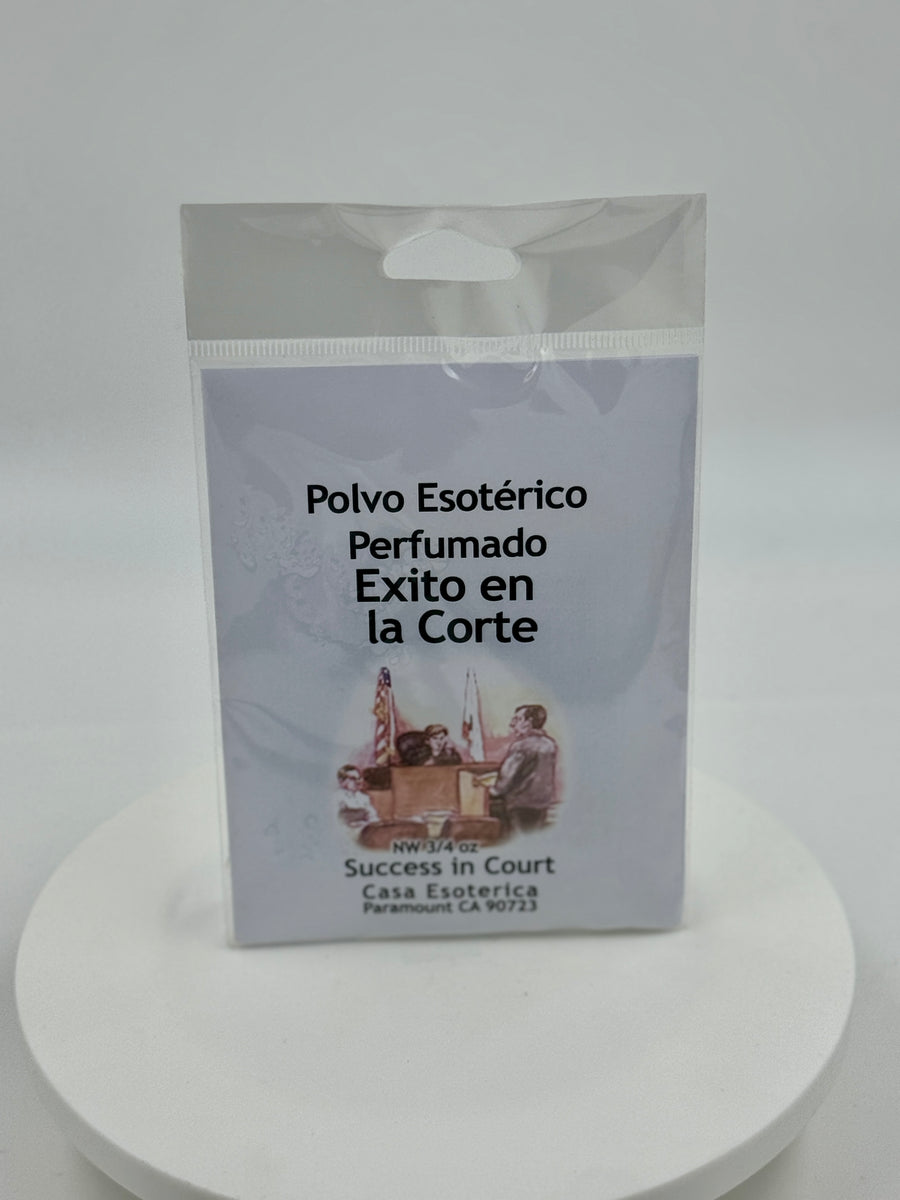 Polvo Esotérico
Perfumado
Exito en
la Corte
NW 3/4 oz
Success in Court
Casa Esoterica
Paramount CA 90723